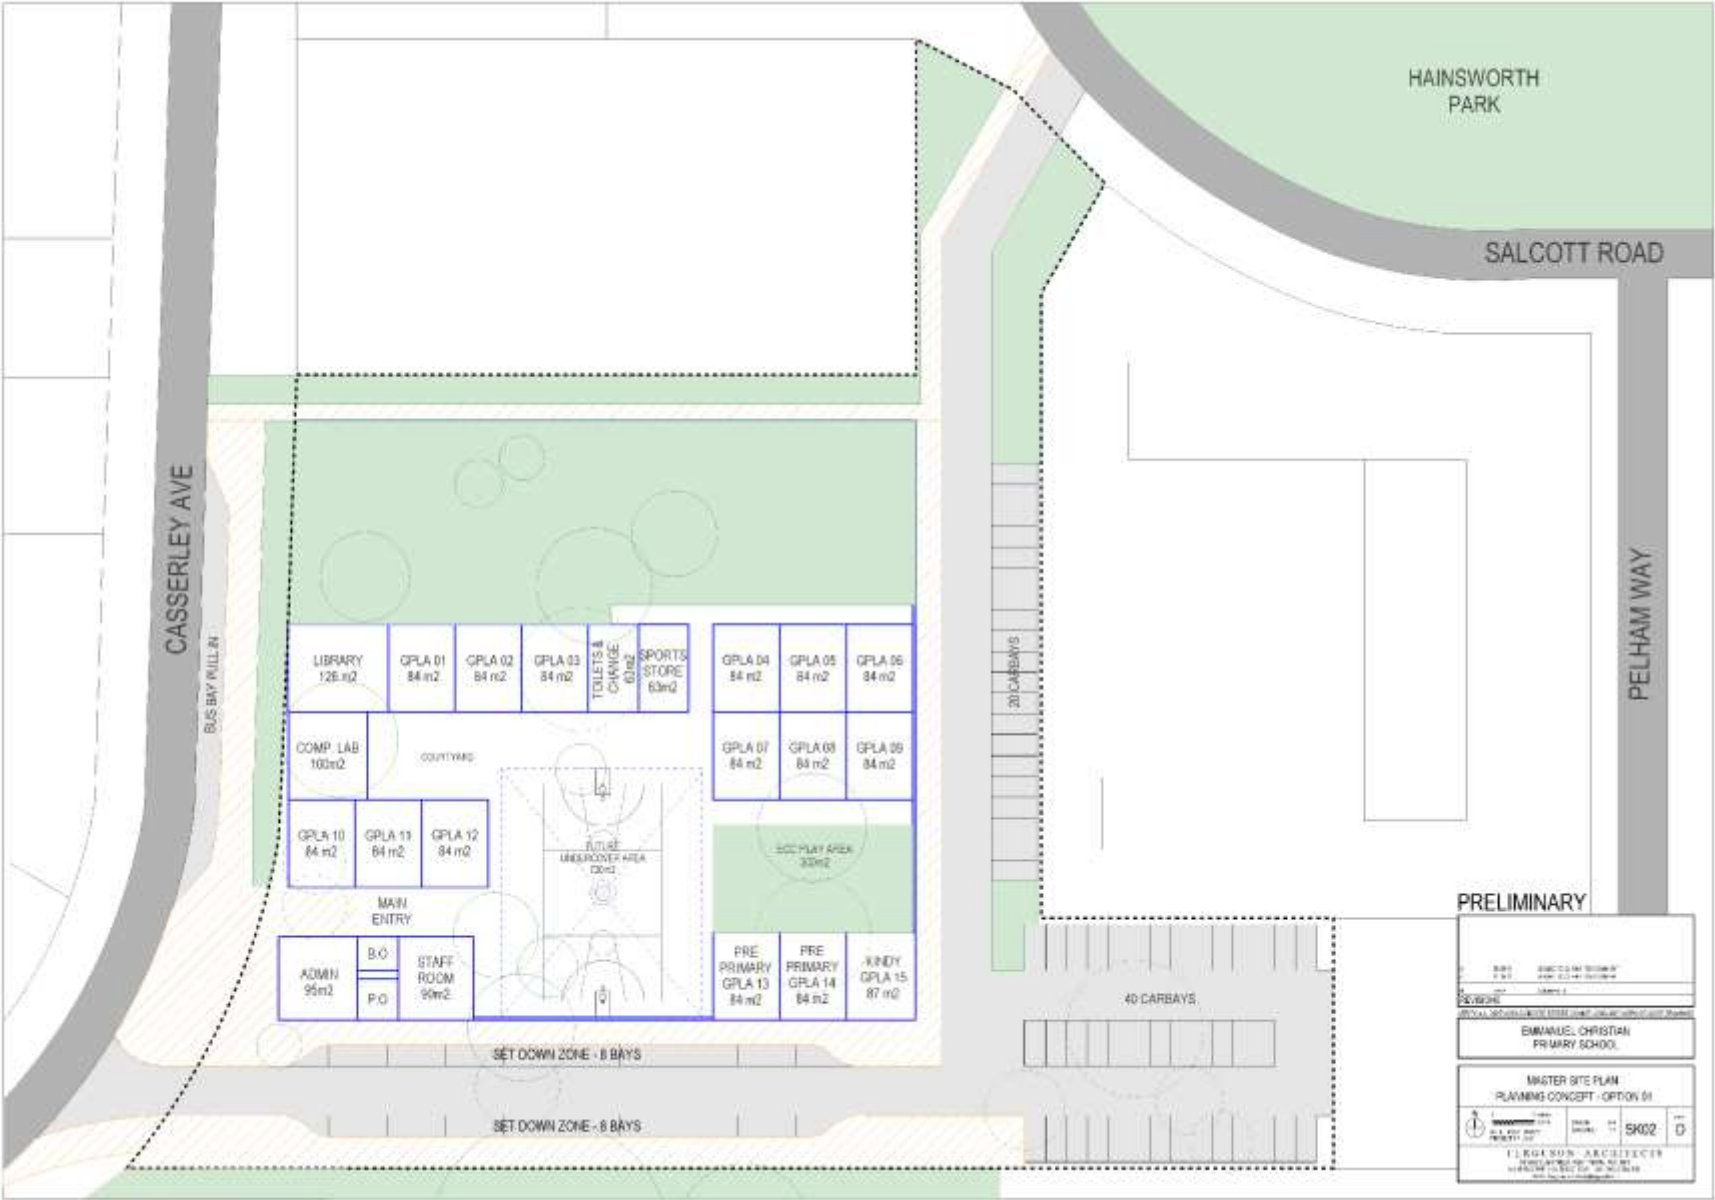 HAINSWORTH
PARK
SALCOTT ROAD
CASSERLEY AVE
BUS BAY PULL IN
PELHAM WAY
20 CARBAYS
LIBRARY
126 m2
GPLA 01
84 m2
GPLA 02
84 m2
GPLA 03
84 m2
TOILETS &
CHANGE
63m2
SPORTS
STORE
63m2
GPLA 04
84 m2
GPLA 05
84 m2
GPLA 06
84 m2
COMP. LAB
100m2
COURTYARD
GPLA 07
84 m2
GPLA 08
84 m2
GPLA 09
84 m2
GPLA 10
84 m2
GPLA 11
84 m2
GPLA 12
84 m2
FUTURE
UNDERCOVER AREA
ECC PLAY AREA
300m2
MAIN
ENTRY
ADMIN
95m2
B.O
P.O
STAFF
ROOM
90m2
PRE
PRIMARY
GPLA 13
84 m2
PRE
PRIMARY
GPLA 14
84 m2
KINDY
GPLA 15
87 m2
40 CARBAYS
SET DOWN ZONE - 8 BAYS
SET DOWN ZONE - 8 BAYS
PRELIMINARY
REVISIONS
EMMANUEL CHRISTIAN
PRIMARY SCHOOL
MASTER SITE PLAN
PLANNING CONCEPT - OPTION 01
SK02
D
FERGUSON ARCHITECTS